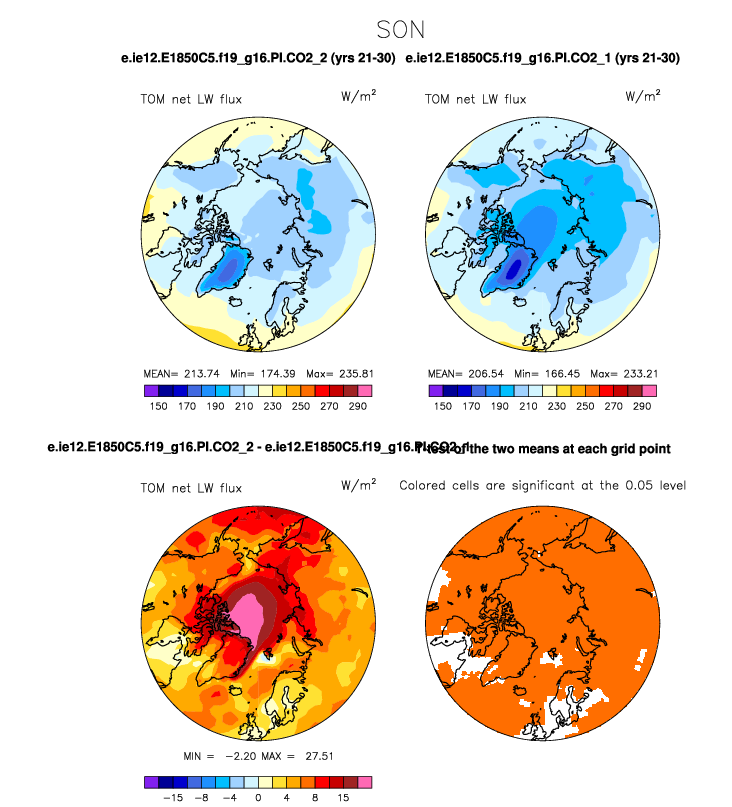 SON
e.ie12.E1850C5.f19_g16.PI.CO2_2 (yrs 21-30) e.ie12.E1850C5.f19_g16.PI.CO2_1 (yrs 21-30)
TOM net LW flux W/m² TOM net LW flux W/m²
MEAN= 213.74 Min= 174.39 Max= 235.81 MEAN= 206.54 Min= 166.45 Max= 233.21
150 170 190 210 230 250 270 290 150 170 190 210 230 250 270 290
e.ie12.E1850C5.f19_g16.PI.CO2_2 - e.ie12.E1850C5.f19_g16.PI.CO2_1 T-test of the two means at each grid point
TOM net LW flux W/m² Colored cells are significant at the 0.05 level
MIN = -2.20 MAX = 27.51
-15 -8 -4 0 4 8 15